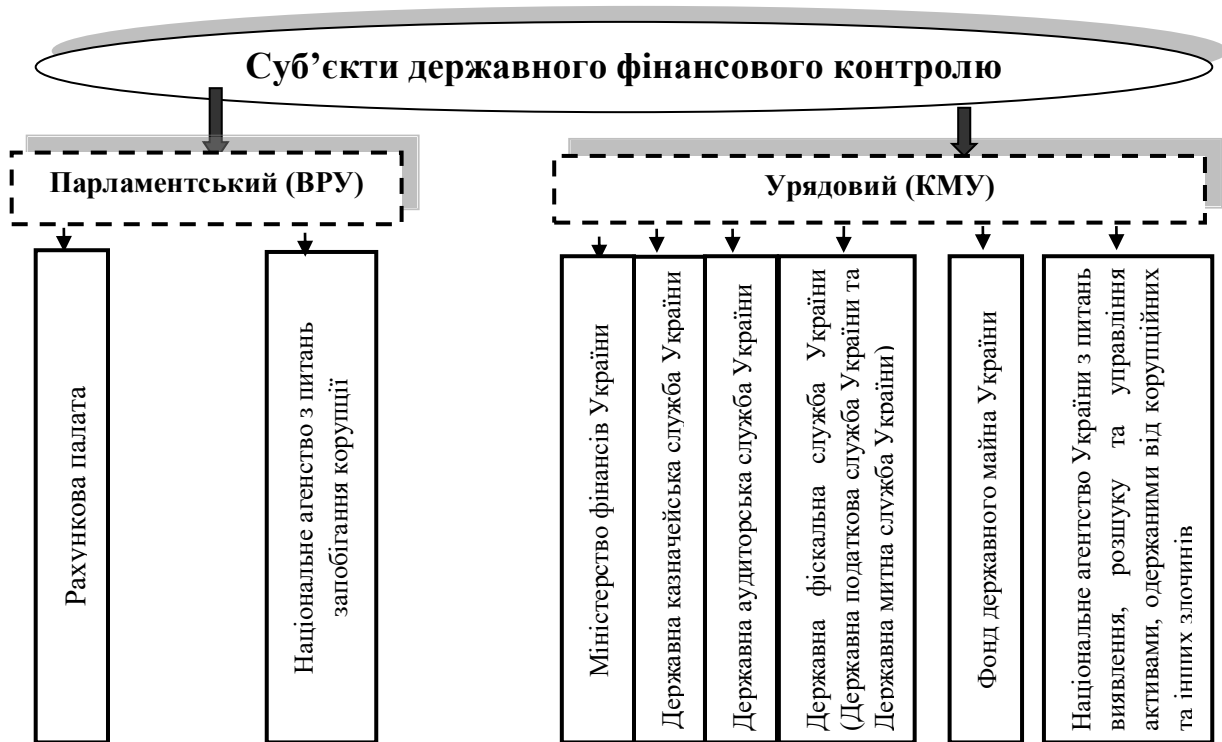 Суб’єкти державного фінансового контролю
Парламентський (ВРУ)
Урядовий (КМУ)
Рахункова палата
Національне агенство з питань
запобігання корупції
Міністерство фінансів України
Державна казначейська служба України
Державна аудиторська служба України
Державна фіскальна служба України
(Державна податкова служба України та
Державна митна служба України)
Фонд державного майна України
Національне агентство України з питань
виявлення, розшуку та управління
активами, одержаними від корупційних
та інших злочинів